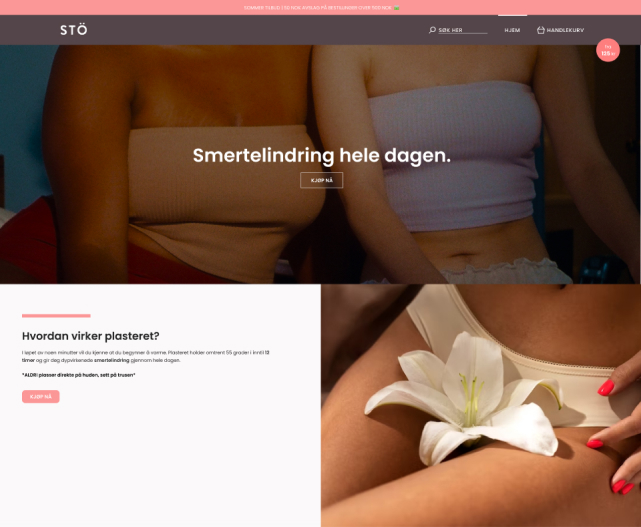 SOMMER TILBUD | 50 NOK AVSLAG PÅ BESTILLINGER OVER 500 NOK
STÖ
SØK HER
HJEM
HANDLEKURV
Fra
125 kr
Smertelindring hele dagen.
KJØP NÅ
Hvordan virker plasteret?
I løpet av noen minutter vil du kjenne at du begynner å varme. Plasteret holder omtrent 55 grader i inntil 12
timer og gir deg dyptvirkende smertelindring gjennom hele dagen.
*ALDRI plasser direkte på huden, sett på trusen*
KJØP NÅ